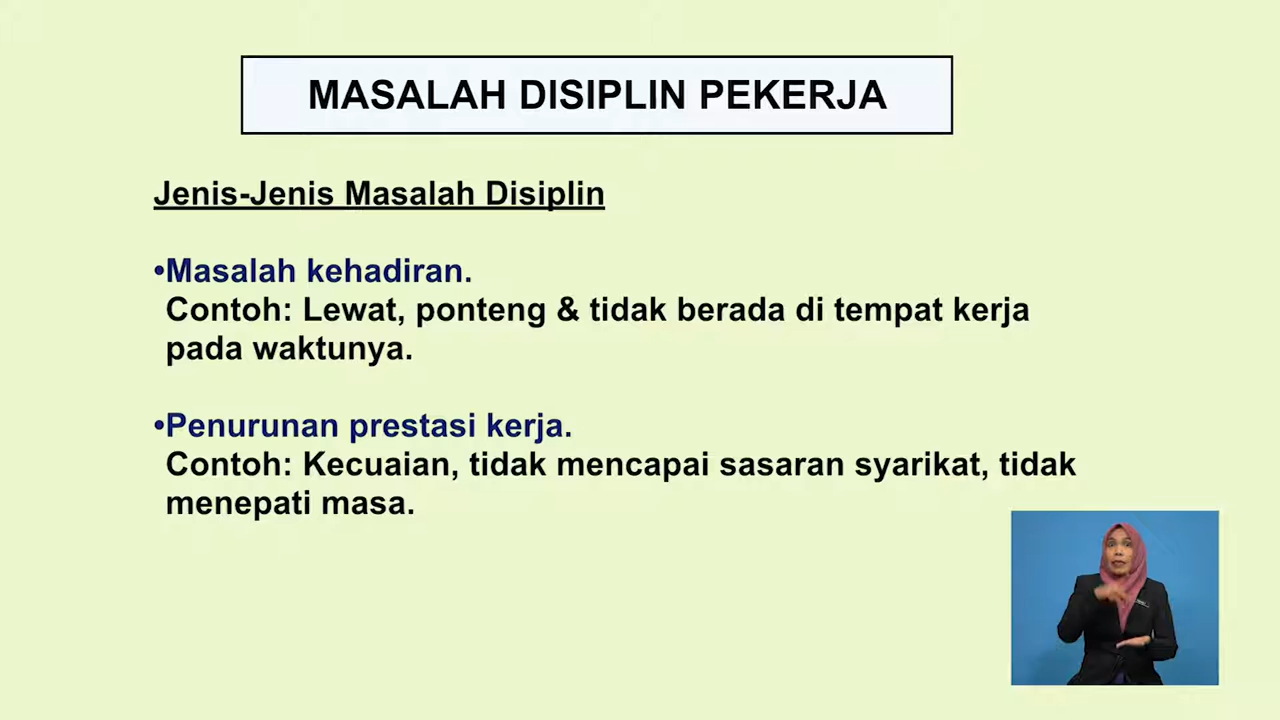 MASALAH DISIPLIN PEKERJA
Jenis-Jenis Masalah Disiplin
•Masalah kehadiran.
Contoh: Lewat, ponteng & tidak berada di tempat kerja
pada waktunya.
•Penurunan prestasi kerja.
Contoh: Kecuaian, tidak mencapai sasaran syarikat, tidak
menepati masa.